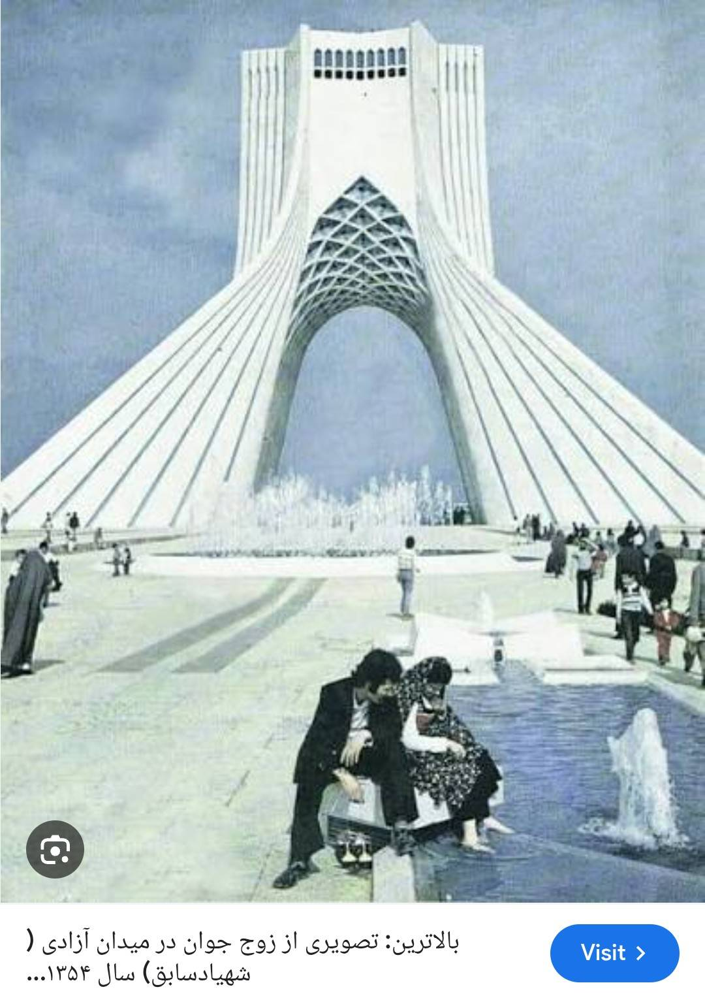 بالاترین: تصویری از زوج جوان در میدان آزادی (
شهیادسابق) سال ۱۳۵۴...
Visit